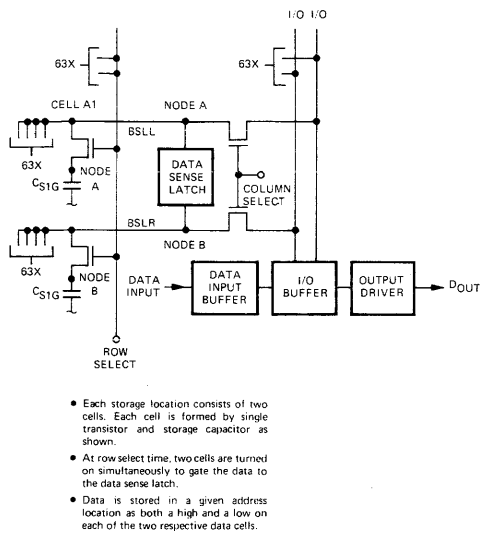 I/O I/O
63X
63X
CELL A1
NODE A
BSLL
63X
NODE
A
CS1G
DATA
SENSE
LATCH
COLUMN
SELECT
BSLR
NODE B
63X
NODE
B
CS1G
DATA
INPUT
DATA
INPUT
BUFFER
I/O
BUFFER
OUTPUT
DRIVER
DOUT
ROW
SELECT
• Each storage location consists of two
cells. Each cell is formed by single
transistor and storage capacitor as
shown.
• At row select time, two cells are turned
on simultaneously to gate the data to
the data sense latch.
• Data is stored in a given address
location as both a high and a low on
each of the two respective data cells.